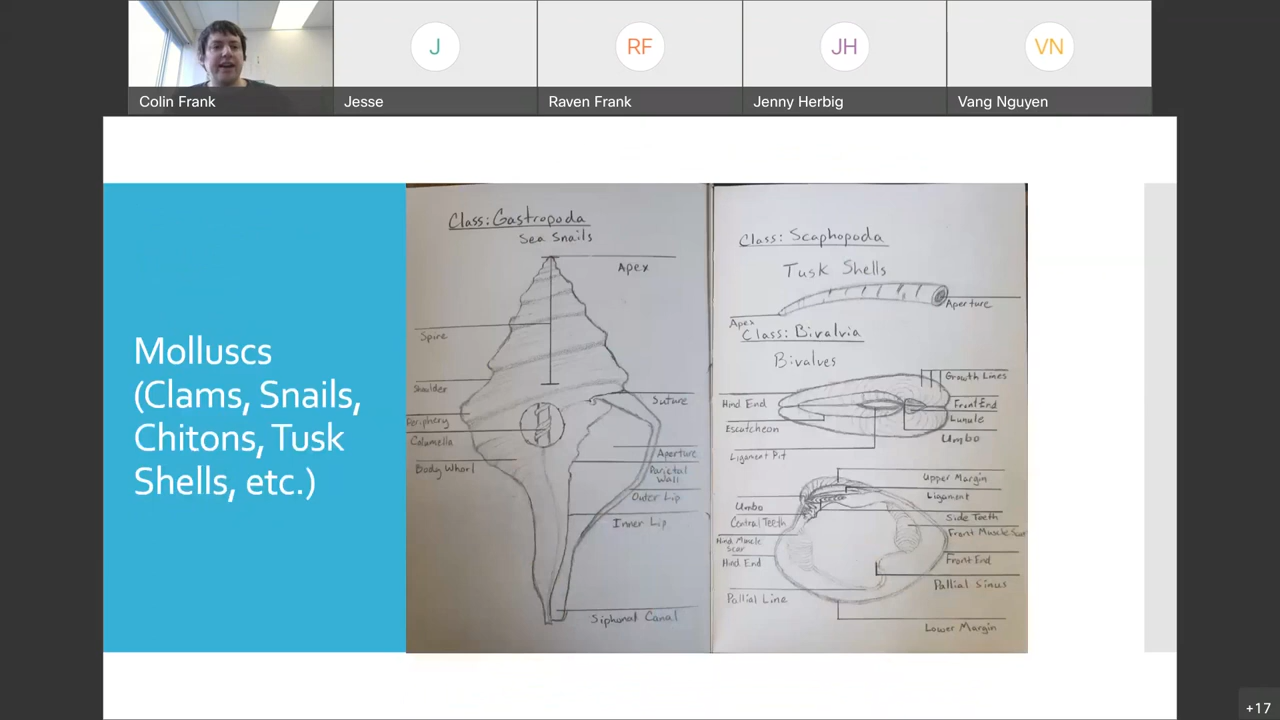 J
RF
JH
VN
Colin Frank
Jesse
Raven Frank
Jenny Herbig
Vang Nguyen
Molluscs
(Clams, Snails,
Chitons, Tusk
Shells, etc.)
Class: Gastropoda
Sea Snails
Apex
Spire
Shoulder
Suture
Periphery
Columella
Body Whorl
Aperture
Parietal
Wall
Outer Lip
Inner Lip
Siphonal Canal
Class: Scaphopoda
Tusk Shells
Aperture
Apex
Class: Bivalvia
Bivalves
Growth Lines
Hind End
Front End
Lunule
Escutcheon
Umbo
Ligament Pit
Upper Margin
Ligament
Umbo
Side Teeth
Central Teeth
Front Muscle Scar
Hind Muscle
Scar
Hind End
Front End
Pallial Sinus
Pallial Line
Lower Margin
+17